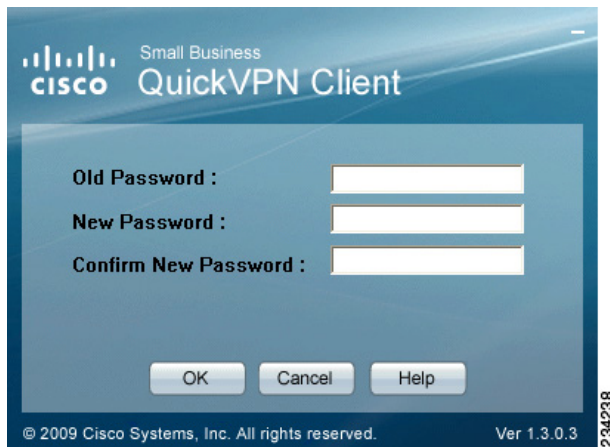 Small Business
CISCO QuickVPN Client
Old Password :
New Password :
Confirm New Password :
OK Cancel Help
© 2009 Cisco Systems, Inc. All rights reserved. Ver 1.3.0.3
234238